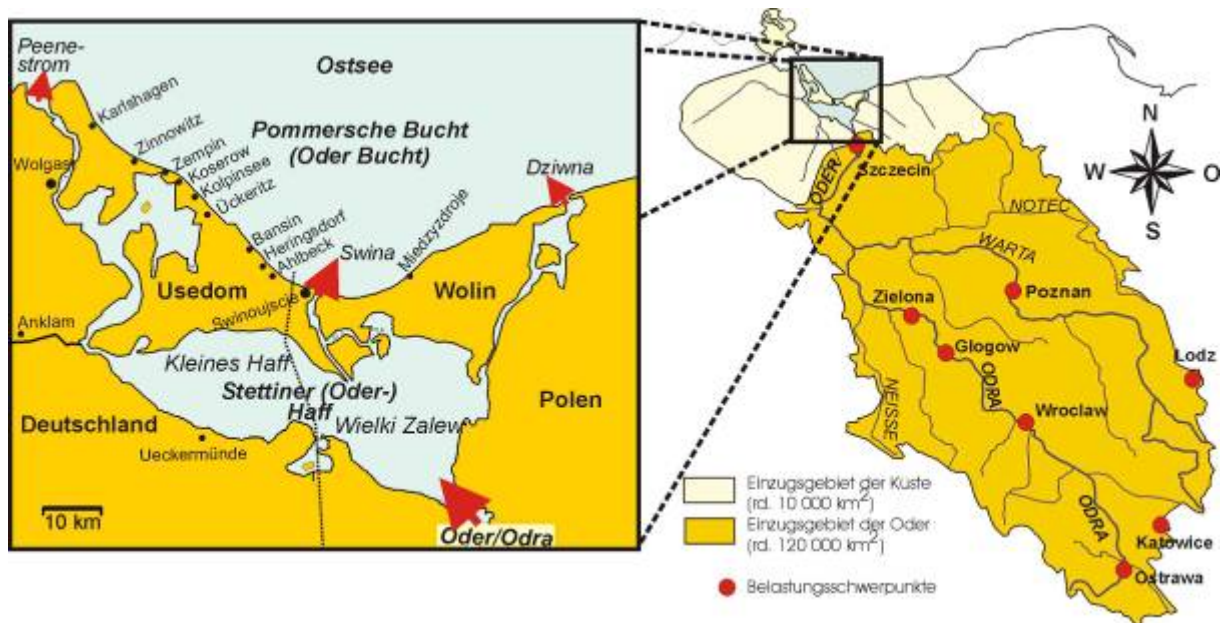 Peene-
strom
Ostsee
Karlshagen
Pommersche Bucht
(Oder Bucht)
Zinnowitz
Zempin
Koserow
Kolpinsee
Ückeritz
Wolgast
Dziwna
Bansin
Heringsdorf
Ahlbeck
Swina
Miedzyzdroje
Usedom
Swinoujscie
Wolin
Anklam
Kleines Haff
Stettiner (Oder-)
Haff
Wielki Zalew
Polen
Deutschland
Ueckermünde
10 km
Oder/Odra
N
W
O
S
ODER
Szczecin
NOTEC
WARTA
Zielona
Poznan
Glogow
Lodz
ODRA
NEISSE
Wroclaw
ODRA
Katowice
Ostrawa
Einzugsgebiet der Küste
(rd. 10 000 km²)
Einzugsgebiet der Oder
(rd. 120 000 km²)
Belastungsschwerpunkte